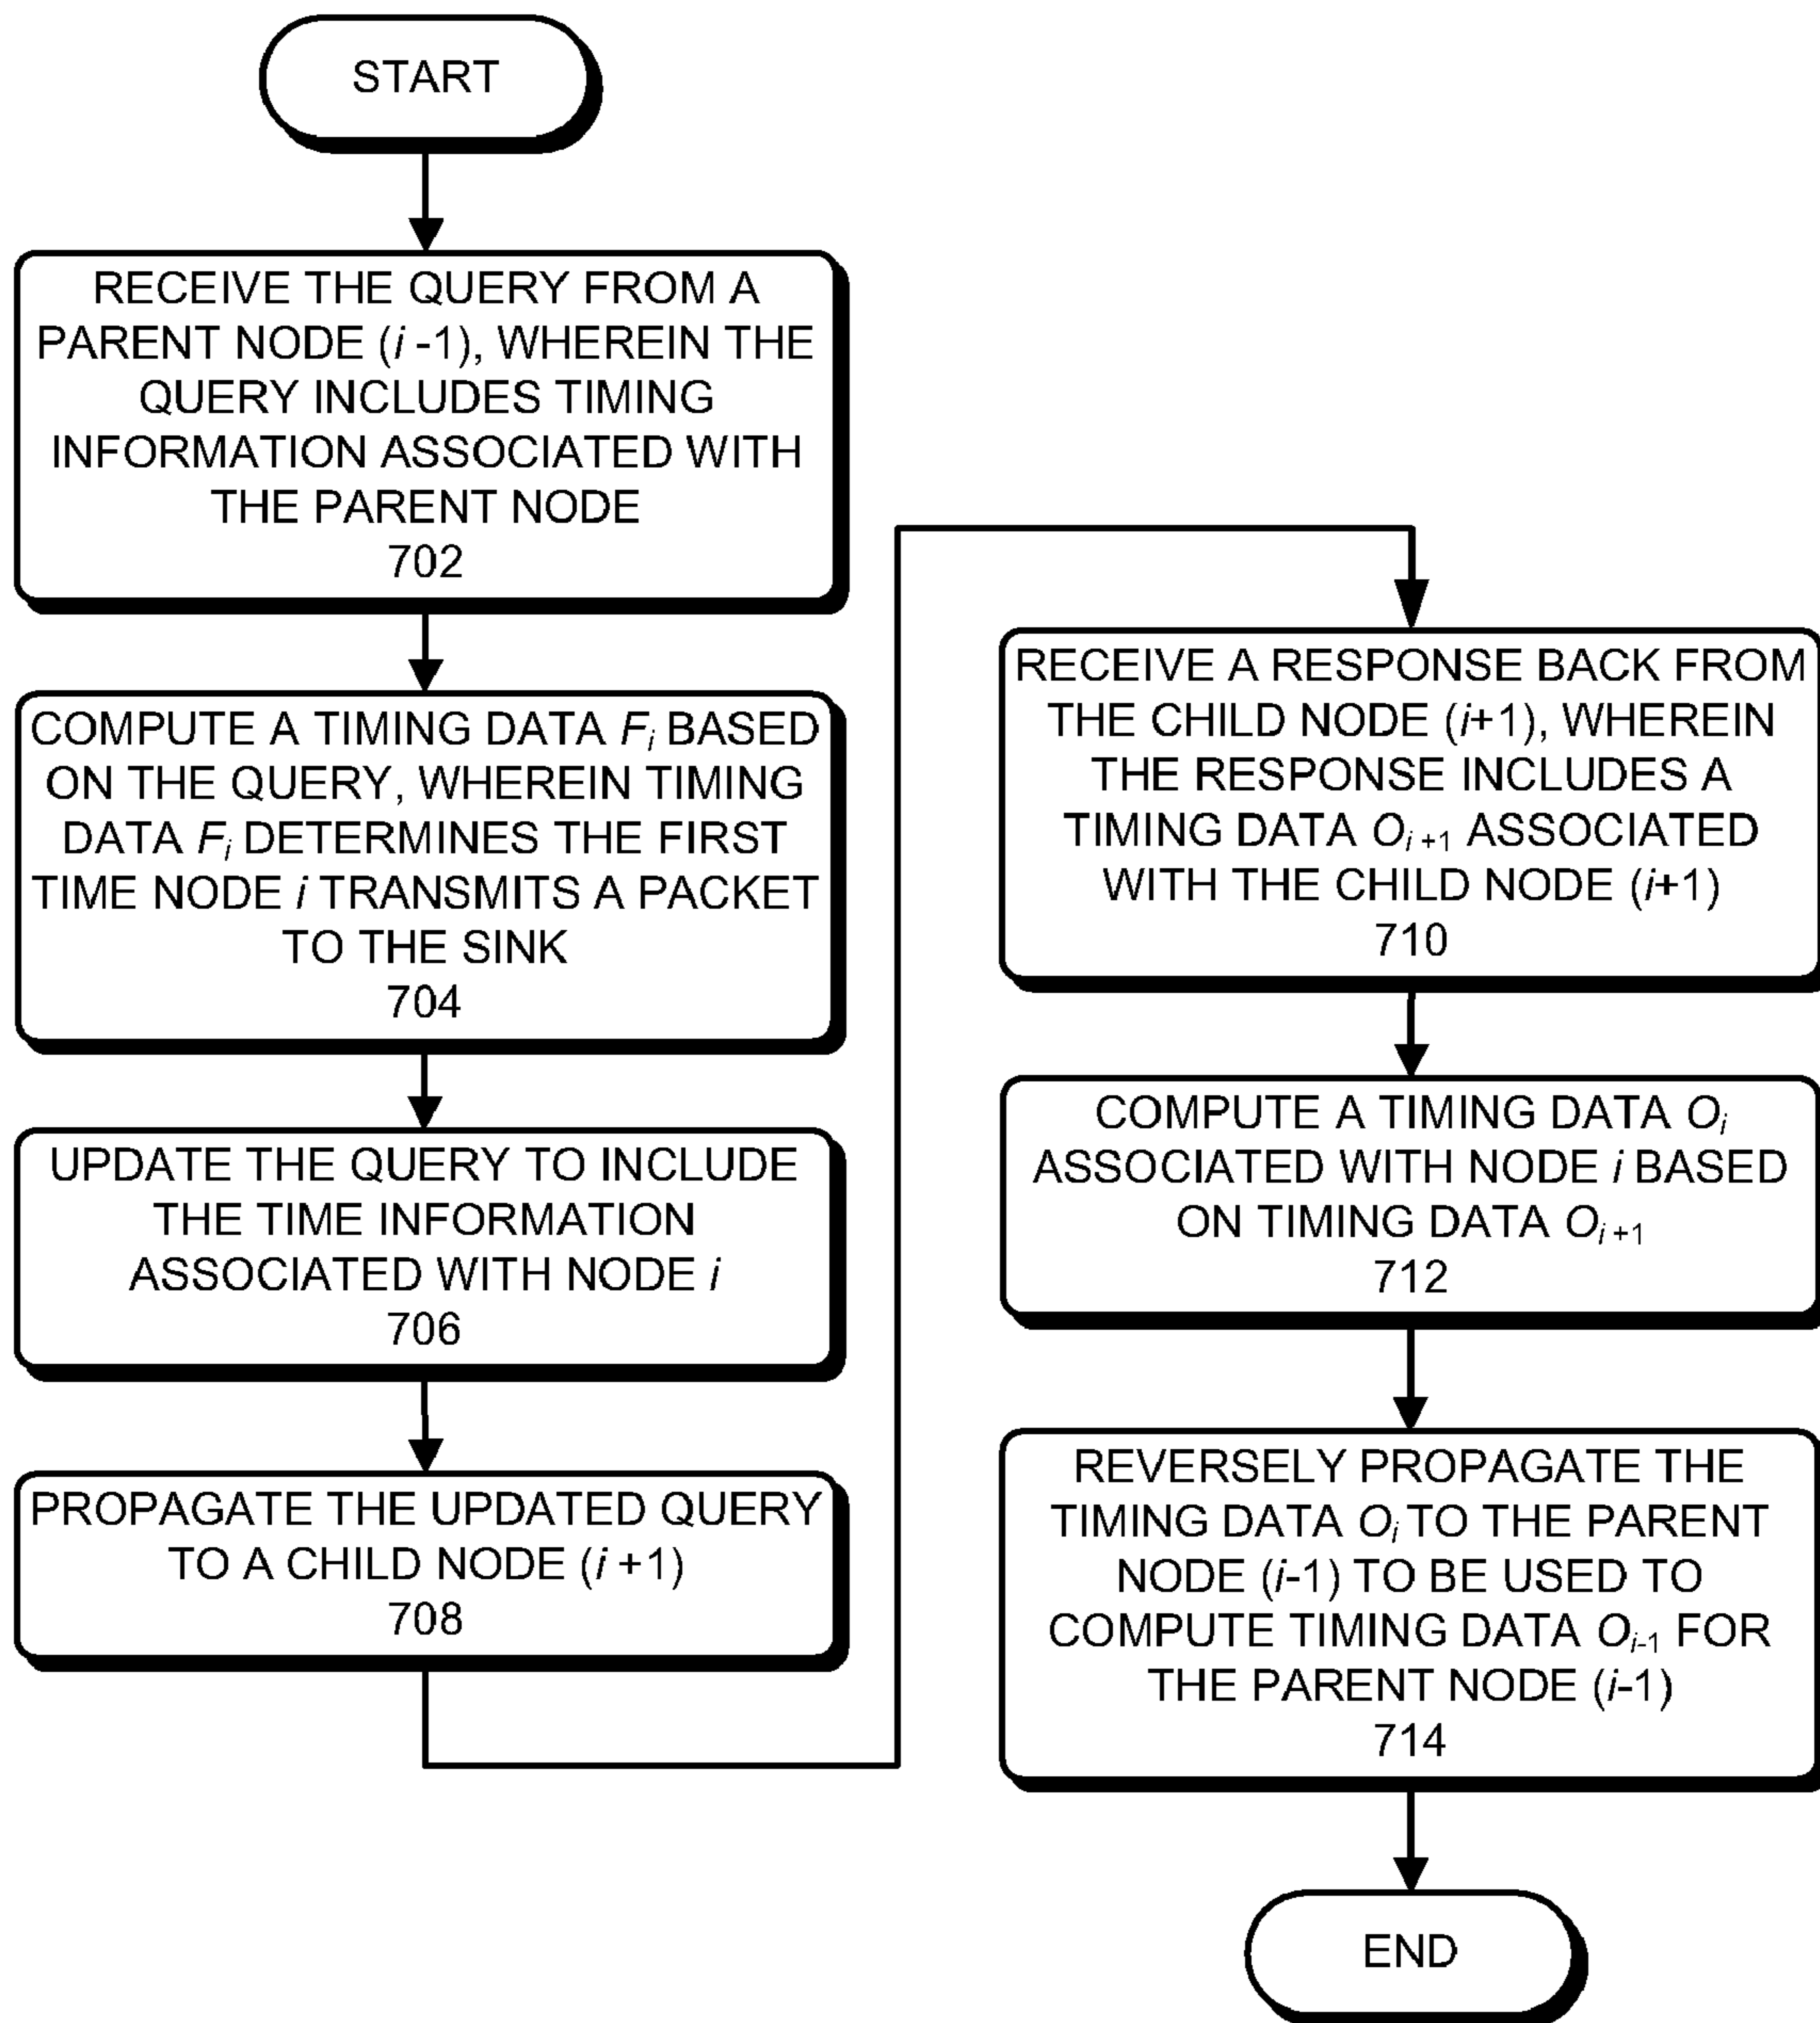 START
RECEIVE THE QUERY FROM A
PARENT NODE (i -1), WHEREIN THE
QUERY INCLUDES TIMING
INFORMATION ASSOCIATED WITH
THE PARENT NODE
702
COMPUTE A TIMING DATA Fi BASED
ON THE QUERY, WHEREIN TIMING
DATA Fi DETERMINES THE FIRST
TIME NODE i TRANSMITS A PACKET
TO THE SINK
704
UPDATE THE QUERY TO INCLUDE
THE TIME INFORMATION
ASSOCIATED WITH NODE i
706
PROPAGATE THE UPDATED QUERY
TO A CHILD NODE (i +1)
708
RECEIVE A RESPONSE BACK FROM
THE CHILD NODE (i+1), WHEREIN
THE RESPONSE INCLUDES A
TIMING DATA Oi +1 ASSOCIATED
WITH THE CHILD NODE (i+1)
710
COMPUTE A TIMING DATA Oi
ASSOCIATED WITH NODE i BASED
ON TIMING DATA Oi +1
712
REVERSELY PROPAGATE THE
TIMING DATA Oi TO THE PARENT
NODE (i-1) TO BE USED TO
COMPUTE TIMING DATA Oi-1 FOR
THE PARENT NODE (i-1)
714
END